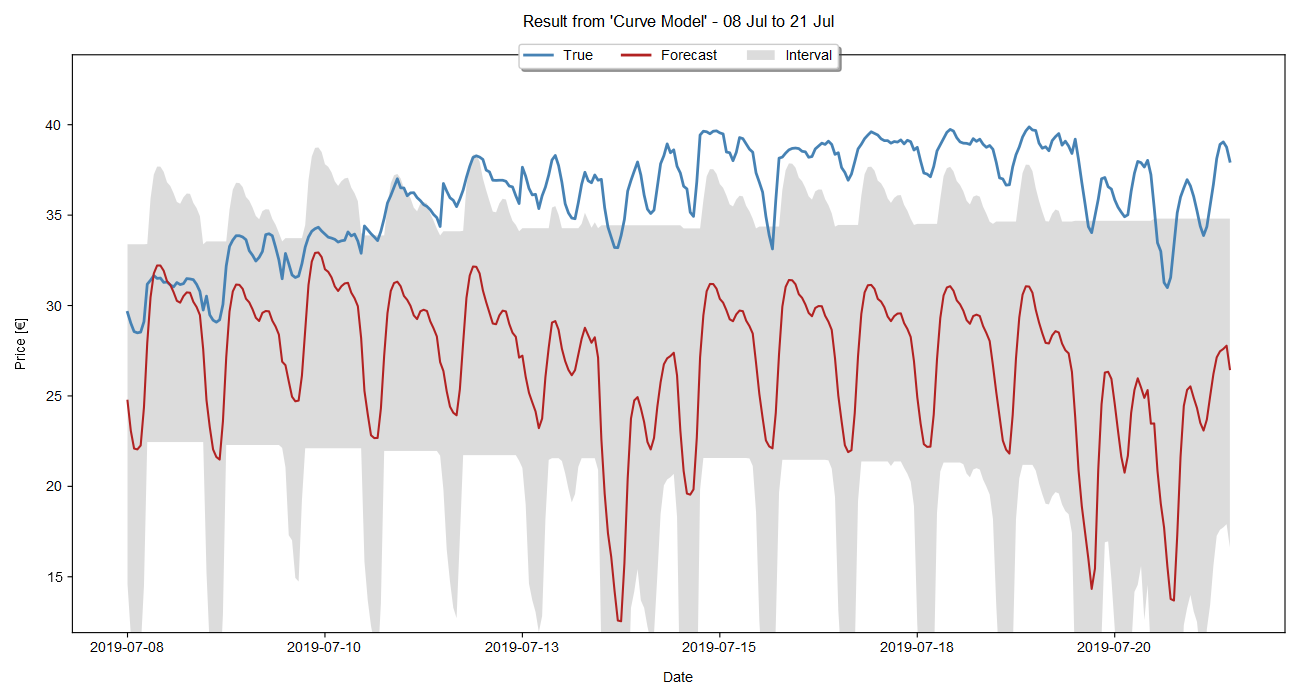 Result from 'Curve Model' - 08 Jul to 21 Jul
True Forecast Interval
40
35
30
25
20
15
Price [€]
2019-07-08 2019-07-10 2019-07-13 2019-07-15 2019-07-18 2019-07-20
Date